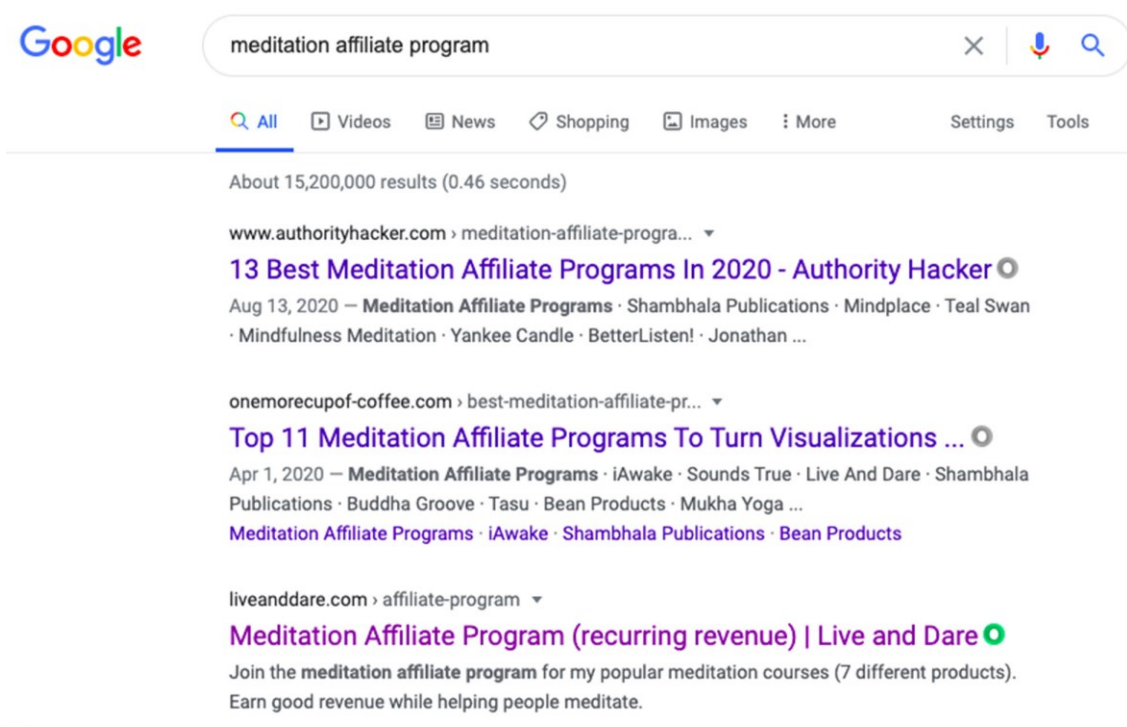 Google
meditation affiliate program
All Videos News Shopping Images More Settings Tools
About 15,200,000 results (0.46 seconds)
www.authorityhacker.com › meditation-affiliate-progra...
13 Best Meditation Affiliate Programs In 2020 - Authority Hacker
Aug 13, 2020 — Meditation Affiliate Programs · Shambhala Publications · Mindplace · Teal Swan
· Mindfulness Meditation · Yankee Candle · BetterListen! · Jonathan ...
onemorecupof-coffee.com › best-meditation-affiliate-pr...
Top 11 Meditation Affiliate Programs To Turn Visualizations ...
Apr 1, 2020 — Meditation Affiliate Programs · iAwake · Sounds True · Live And Dare · Shambhala
Publications · Buddha Groove · Tasu · Bean Products · Mukha Yoga ...
Meditation Affiliate Programs · iAwake · Shambhala Publications · Bean Products
liveanddare.com › affiliate-program
Meditation Affiliate Program (recurring revenue) | Live and Dare
Join the meditation affiliate program for my popular meditation courses (7 different products).
Earn good revenue while helping people meditate.